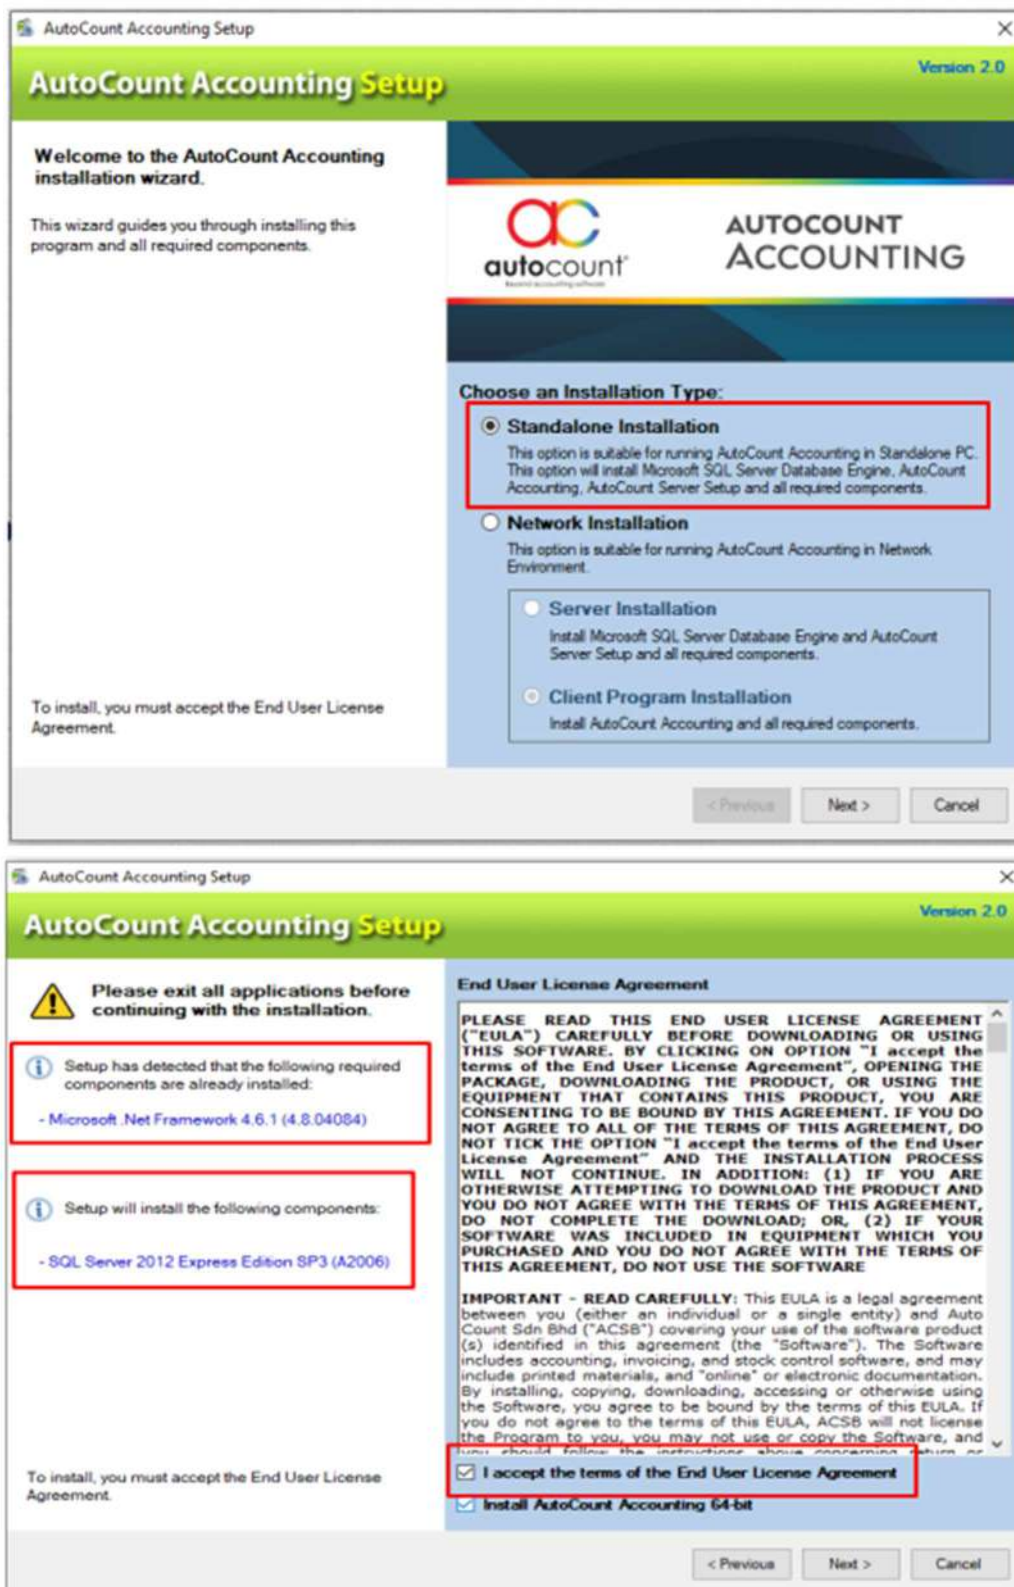 AutoCount Accounting Setup
AutoCount Accounting Setup
Version 2.0
Welcome to the AutoCount Accounting
installation wizard.
This wizard guides you through installing this
program and all required components.
autocount
AUTOCOUNT
ACCOUNTING
Choose an Installation Type:
Standalone Installation
This option is suitable for running AutoCount Accounting in Standalone PC.
This option will install Microsoft SQL Server Database Engine, AutoCount
Accounting, AutoCount Server Setup and all required components.
Network Installation
This option is suitable for running AutoCount Accounting in Network
Environment.
Server Installation
Install Microsoft SQL Server Database Engine and AutoCount
Server Setup and all required components.
Client Program Installation
Install AutoCount Accounting and all required components.
To install, you must accept the End User License
Agreement.
< Previous
Next >
Cancel
AutoCount Accounting Setup
AutoCount Accounting Setup
Version 2.0
Please exit all applications before
continuing with the installation.
Setup has detected that the following required
components are already installed:
- Microsoft .Net Framework 4.6.1 (4.8.04084)
Setup will install the following components:
- SQL Server 2012 Express Edition SP3 (A2006)
To install, you must accept the End User License
Agreement.
End User License Agreement
PLEASE READ THIS END USER LICENSE AGREEMENT
("EULA") CAREFULLY BEFORE DOWNLOADING OR USING
THIS SOFTWARE. BY CLICKING ON OPTION "I accept the
terms of the End User License Agreement", OPENING THE
PACKAGE, DOWNLOADING THE PRODUCT, OR USING THE
EQUIPMENT THAT CONTAINS THIS PRODUCT, YOU ARE
CONSENTING TO BE BOUND BY THIS AGREEMENT. IF YOU DO
NOT AGREE TO ALL OF THE TERMS OF THIS AGREEMENT, DO
NOT TICK THE OPTION "I accept the terms of the End User
License Agreement" AND THE INSTALLATION PROCESS
WILL NOT CONTINUE. IN ADDITION: (1) IF YOU ARE
OTHERWISE ATTEMPTING TO DOWNLOAD THE PRODUCT AND
YOU DO NOT AGREE WITH THE TERMS OF THIS AGREEMENT,
DO NOT COMPLETE THE DOWNLOAD; OR, (2) IF YOUR
SOFTWARE WAS INCLUDED IN EQUIPMENT WHICH YOU
PURCHASED AND YOU DO NOT AGREE WITH THE TERMS OF
THIS AGREEMENT, DO NOT USE THE SOFTWARE
IMPORTANT - READ CAREFULLY: This EULA is a legal agreement
between you (either an individual or a single entity) and Auto
Count Sdn Bhd ("ACSB") covering your use of the software product
(s) identified in this agreement (the "Software"). The Software
includes accounting, invoicing, and stock control software, and may
include printed materials, and "online" or electronic documentation.
By installing, copying, downloading, accessing or otherwise using
the Software, you agree to be bound by the terms of this EULA. If
you do not agree to the terms of this EULA, ACSB will not license
the Program to you, you may not use or copy the Software, and
you should follow the instructions above concerning return or
I accept the terms of the End User License Agreement
Install AutoCount Accounting 64-bit
< Previous
Next >
Cancel